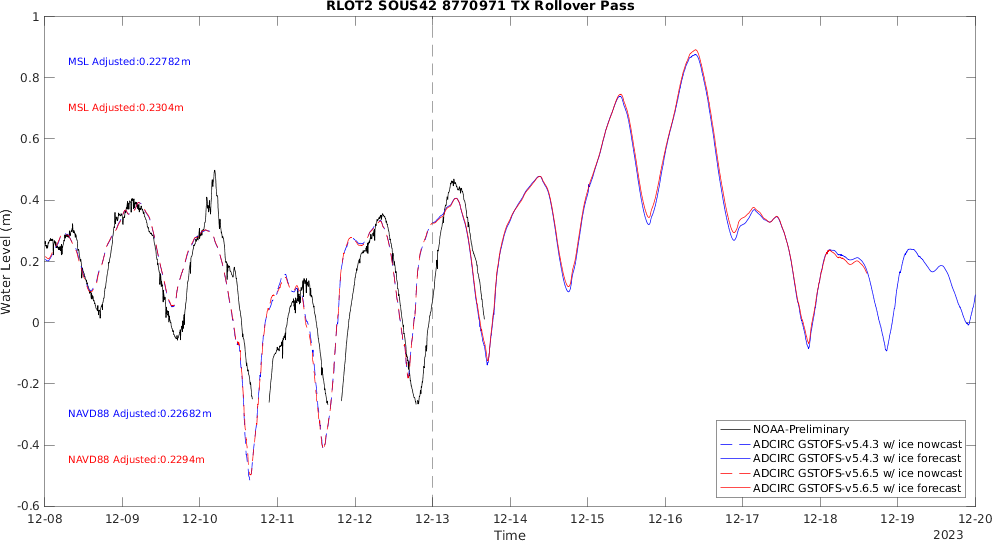 RLOT2 SOUS42 8770971 TX Rollover Pass
1
0.8
0.6
0.4
0.2
0
-0.2
-0.4
-0.6
Water Level (m)
MSL Adjusted:0.22782m
MSL Adjusted:0.2304m
NAVD88 Adjusted:0.22682m
NAVD88 Adjusted:0.2294m
NOAA-Preliminary
ADCIRC GSTOFS-v5.4.3 w/ ice nowcast
ADCIRC GSTOFS-v5.4.3 w/ ice forecast
ADCIRC GSTOFS-v5.6.5 w/ ice nowcast
ADCIRC GSTOFS-v5.6.5 w/ ice forecast
12-08 12-09 12-10 12-11 12-12 12-13 12-14 12-15 12-16 12-17 12-18 12-19 12-20
Time
2023